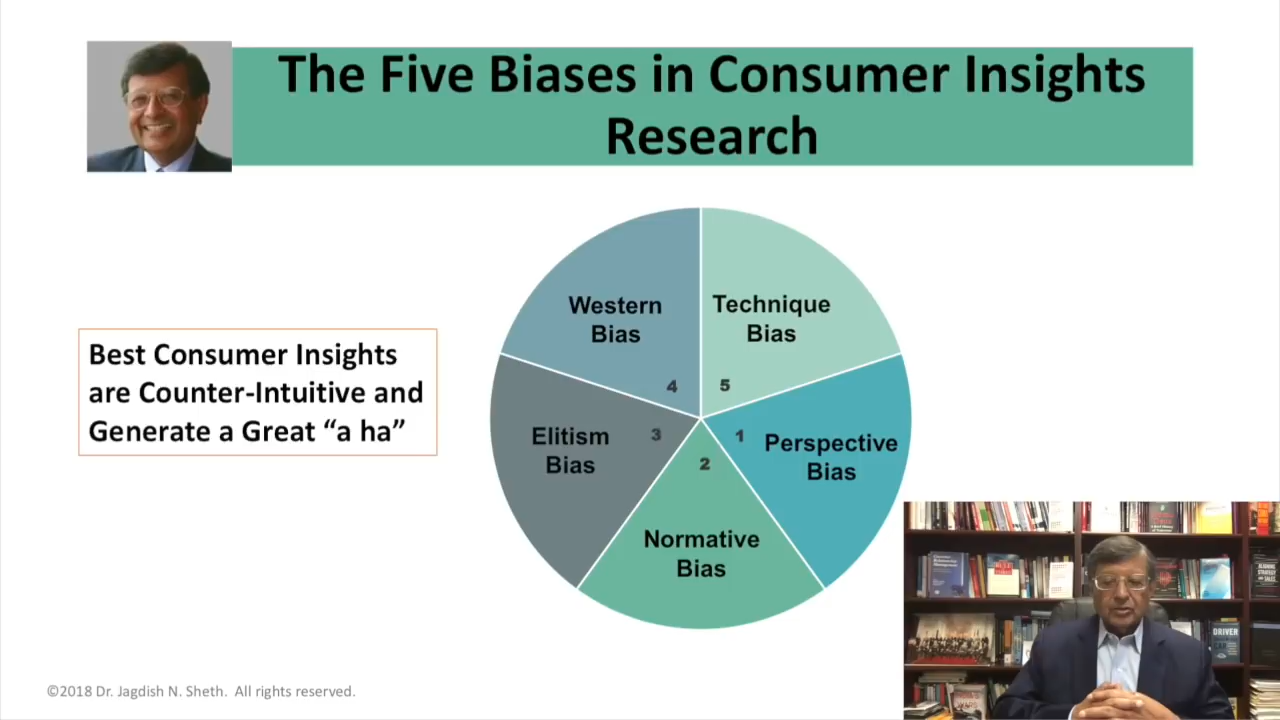 The Five Biases in Consumer Insights
Research
Best Consumer Insights
are Counter-Intuitive and
Generate a Great “a ha”
Western
Bias
4
Technique
Bias
5
Elitism
Bias
3
1
Perspective
Bias
2
Normative
Bias
DRIVER
©2018 Dr. Jagdish N. Sheth.  All rights reserved.